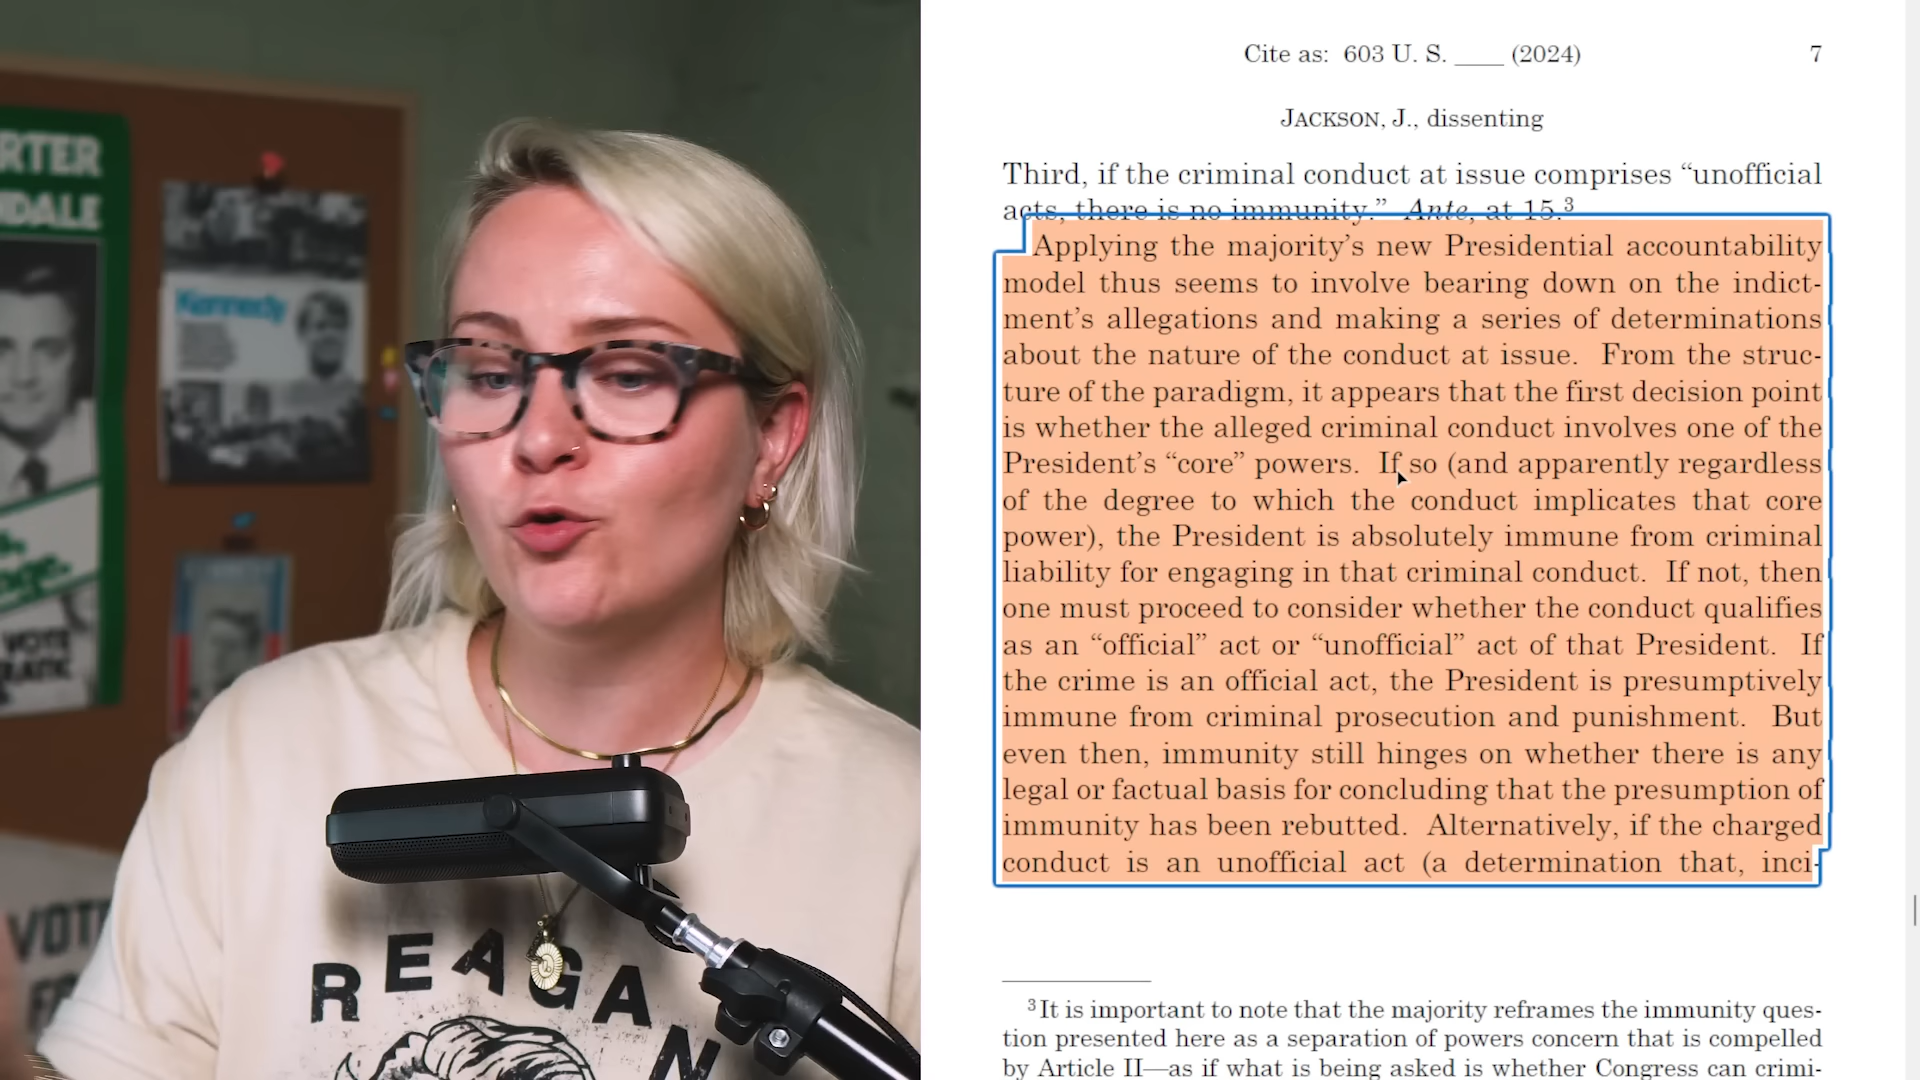 RTER
NDALE
Kennedy
VOTE
VOTE
REAGAN
Cite as: 603 U. S. ____ (2024)
7
JACKSON, J., dissenting
Third, if the criminal conduct at issue comprises “unofficial
acts, there is no immunity.” Ante, at 15.3
Applying the majority’s new Presidential accountability
model thus seems to involve bearing down on the indict-
ment’s allegations and making a series of determinations
about the nature of the conduct at issue. From the struc-
ture of the paradigm, it appears that the first decision point
is whether the alleged criminal conduct involves one of the
President’s “core” powers. If so (and apparently regardless
of the degree to which the conduct implicates that core
power), the President is absolutely immune from criminal
liability for engaging in that criminal conduct. If not, then
one must proceed to consider whether the conduct qualifies
as an “official” act or “unofficial” act of that President. If
the crime is an official act, the President is presumptively
immune from criminal prosecution and punishment. But
even then, immunity still hinges on whether there is any
legal or factual basis for concluding that the presumption of
immunity has been rebutted. Alternatively, if the charged
conduct is an unofficial act (a determination that, inci-
3 It is important to note that the majority reframes the immunity ques-
tion presented here as a separation of powers concern that is compelled
by Article II—as if what is being asked is whether Congress can crimi-